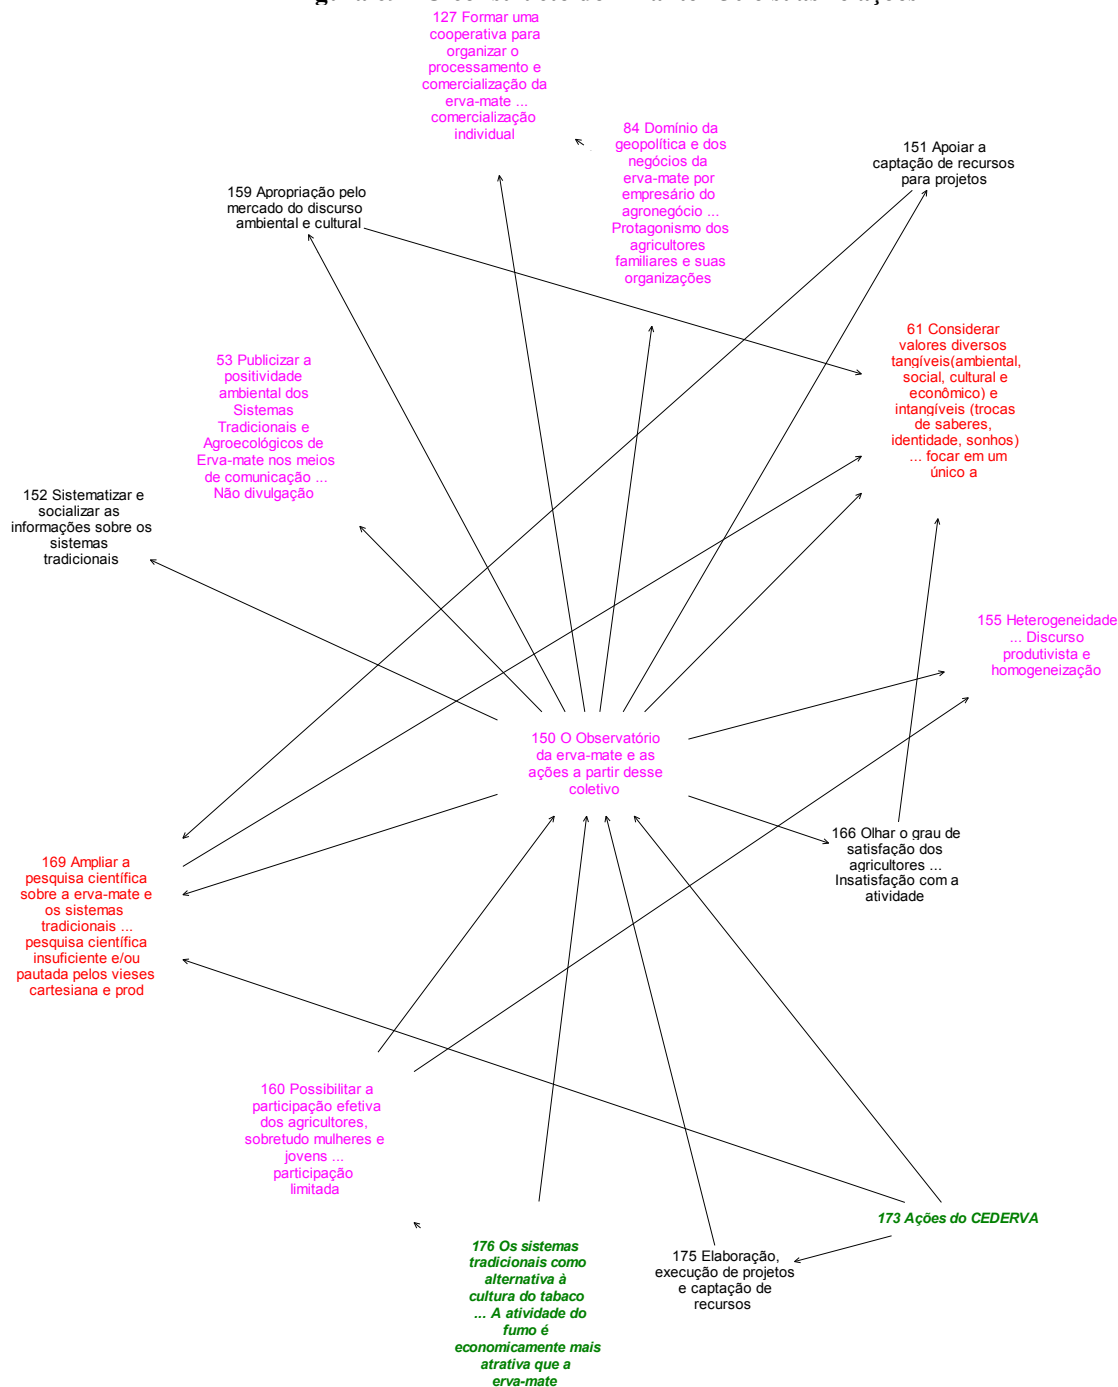 127 Formar uma
cooperativa para
organizar o
processamento e
comercialização da
erva-mate ...
comercialização
individual
84 Domínio da
geopolítica e dos
negócios da
erva-mate por
empresário do
agronegócio ...
Protagonismo dos
agricultores
familiares e suas
organizações
151 Apoiar a
captação de recursos
para projetos
159 Apropriação pelo
mercado do discurso
ambiental e cultural
61 Considerar
valores diversos
tangíveis(ambiental,
social, cultural e
econômico) e
intangíveis (trocas
de saberes,
identidade, sonhos)
... focar em um
único a
53 Publicizar a
positividade
ambiental dos
Sistemas
Tradicionais e
Agroecológicos de
Erva-mate nos meios
de comunicação ...
Não divulgação
152 Sistematizar e
socializar as
informações sobre os
sistemas
tradicionais
155 Heterogeneidade
... Discurso
produtivista e
homogeneização
150 O Observatório
da erva-mate e as
ações a partir desse
coletivo
166 Olhar o grau de
satisfação dos
agricultores ...
Insatisfação com a
atividade
169 Ampliar a
pesquisa científica
sobre a erva-mate e
os sistemas
tradicionais ...
pesquisa científica
insuficiente e/ou
pautada pelos vieses
cartesiana e prod
160 Possibilitar a
participação efetiva
dos agricultores,
sobretudo mulheres e
jovens ...
participação
limitada
173 Ações do CEDERVA
176 Os sistemas
tradicionais como
alternativa à
cultura do tabaco
... A atividade do
fumo é
economicamente mais
atrativa que a
erva-mate
175 Elaboração,
execução de projetos
e captação de
recursos